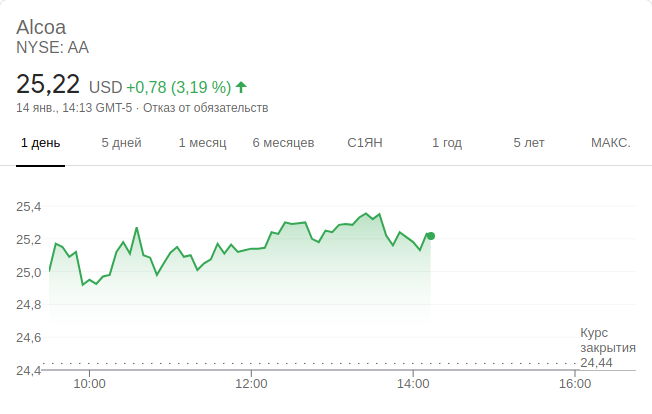 Alcoa
NYSE: AA
25,22 USD +0,78 (3,19 %)
14 янв., 14:13 GMT-5 · Отказ от обязательств
1 день 5 дней 1 месяц 6 месяцев С1ЯН 1 год 5 лет МАКС.
25,4
25,2
25,0
24,8
24,6
24,4
Курс
закрытия
24,44
10:00 12:00 14:00 16:00